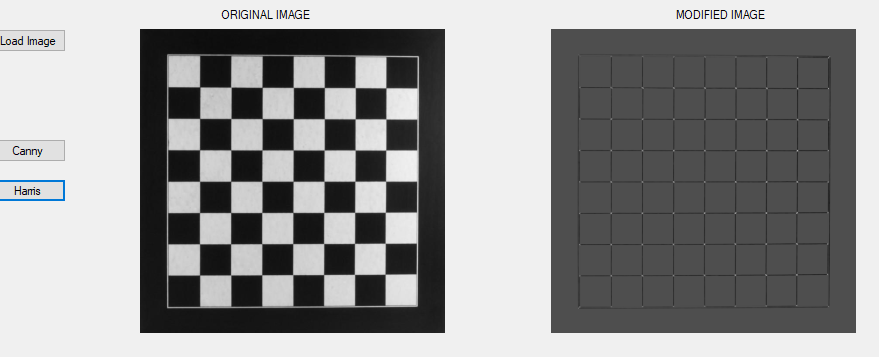 ORIGINAL IMAGE
MODIFIED IMAGE
Load Image
Canny
Harris